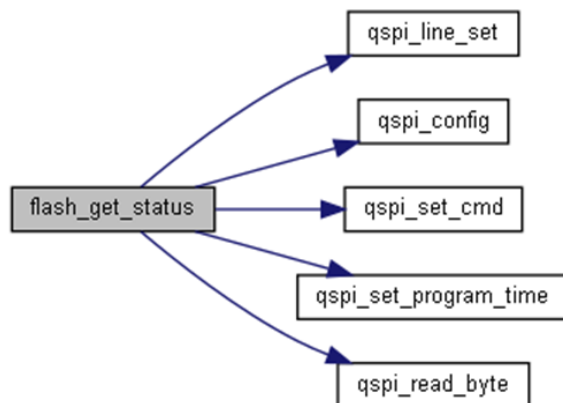 qspi_line_set
qspi_config
flash_get_status
qspi_set_cmd
qspi_set_program_time
qspi_read_byte